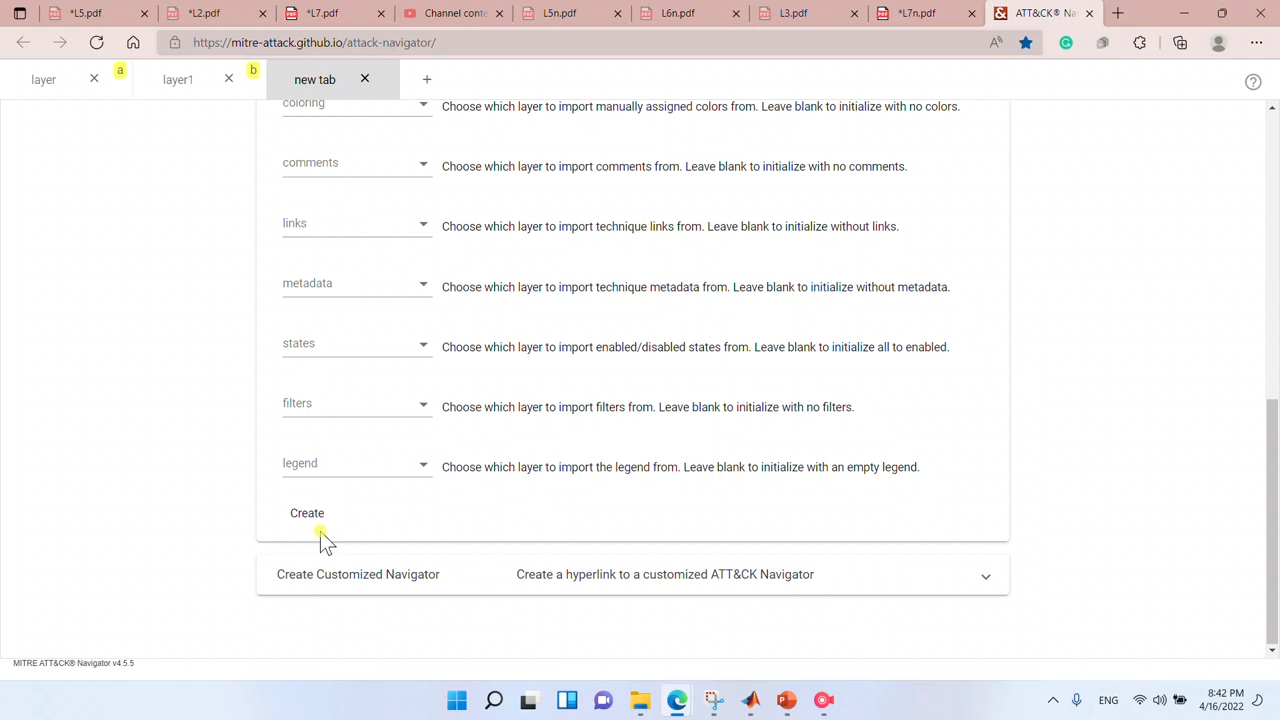 *L5.pdf
*L2.pdf
*L7.pdf
Channel conte
L5n.pdf
L6n.pdf
L3.pdf
*L7n.pdf
ATT&CK® Na
https://mitre-attack.github.io/attack-navigator/
layer
a
layer1
b
new tab
coloring
Choose which layer to import manually assigned colors from. Leave blank to initialize with no colors.
comments
Choose which layer to import comments from. Leave blank to initialize with no comments.
links
Choose which layer to import technique links from. Leave blank to initialize without links.
metadata
Choose which layer to import technique metadata from. Leave blank to initialize without metadata.
states
Choose which layer to import enabled/disabled states from. Leave blank to initialize all to enabled.
filters
Choose which layer to import filters from. Leave blank to initialize with no filters.
legend
Choose which layer to import the legend from. Leave blank to initialize with an empty legend.
Create
Create Customized Navigator
Create a hyperlink to a customized ATT&CK Navigator
MITRE ATT&CK® Navigator v4.5.5
ENG
8:42 PM
4/16/2022